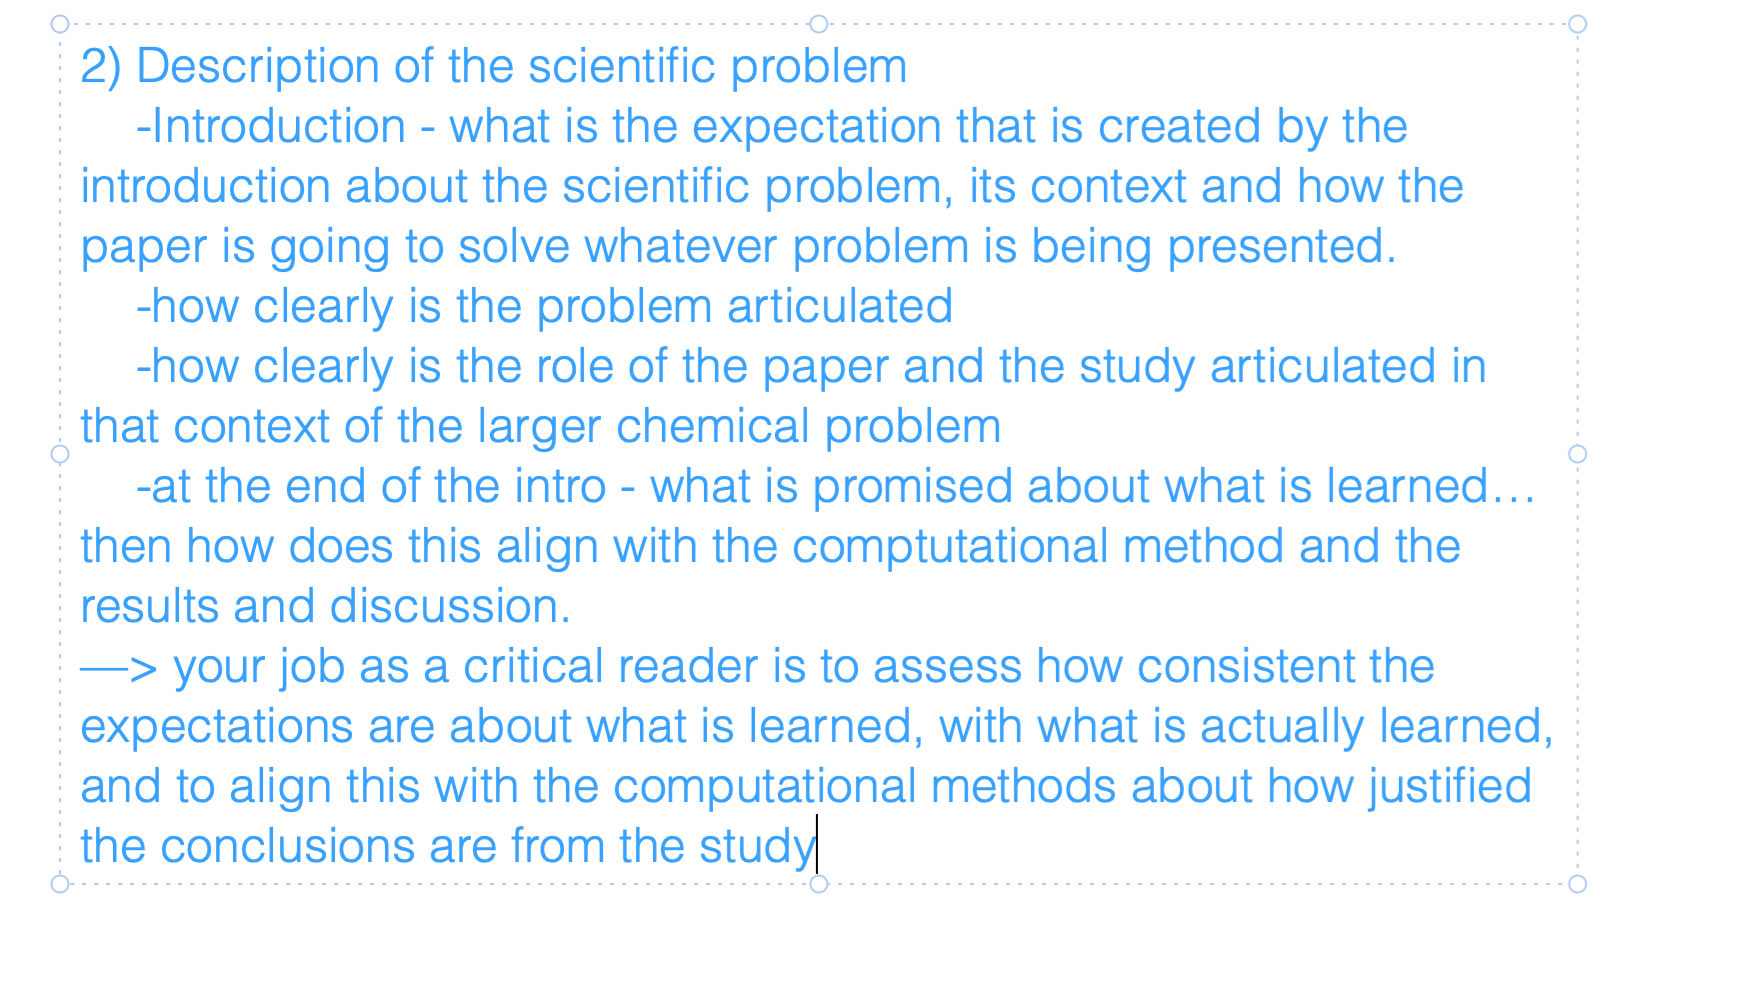 2) Description of the scientific problem
-Introduction - what is the expectation that is created by the
introduction about the scientific problem, its context and how the
paper is going to solve whatever problem is being presented.
-how clearly is the problem articulated
-how clearly is the role of the paper and the study articulated in
that context of the larger chemical problem
-at the end of the intro - what is promised about what is learned…
then how does this align with the comptutational method and the
results and discussion.
—> your job as a critical reader is to assess how consistent the
expectations are about what is learned, with what is actually learned,
and to align this with the computational methods about how justified
the conclusions are from the study